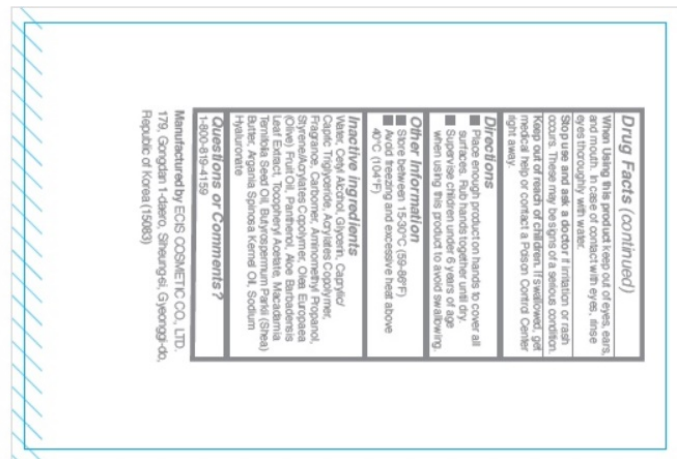 Drug Facts (continued)
When Using this product keep out of eyes, ears,
and mouth. In case of contact with eyes, rinse
eyes thoroughly with water.
Stop use and ask a doctor if irritation or rash
occurs. These may be signs of a serious condition.
Keep out of reach of children. If swallowed, get
medical help or contact a Poison Control Center
right away.
Directions
■ Place enough product on hands to cover all
surfaces. Rub hands together until dry.
■ Supervise children under 6 years of age
when using this product to avoid swallowing.
Other Information
■ Store between 15-30°C (59-86°F)
■ Avoid freezing and excessive heat above
40°C (104°F)
Inactive ingredients
Water, Cetyl Alcohol, Glycerin, Caprylic/
Capric Triglyceride, Acrylates Copolymer,
Fragrance, Carbomer, Aminomethyl Propanol,
Styrene/Acrylates Copolymer, Olea Europaea
(Olive) Fruit Oil, Panthenol, Aloe Barbadensis
Leaf Extract, Tocopheryl Acetate, Macadamia
Ternifolia Seed Oil, Butyrospermum Parkii (Shea)
Butter, Argania Spinosa Kernel Oil, Sodium
Hyaluronate
Questions or Comments?
1-800-819-4159
Manufactured by ECIS COSMETIC CO., LTD.
179, Gongdan 1-daero, Siheung-si, Gyeonggi-do,
Republic of Korea (15083)